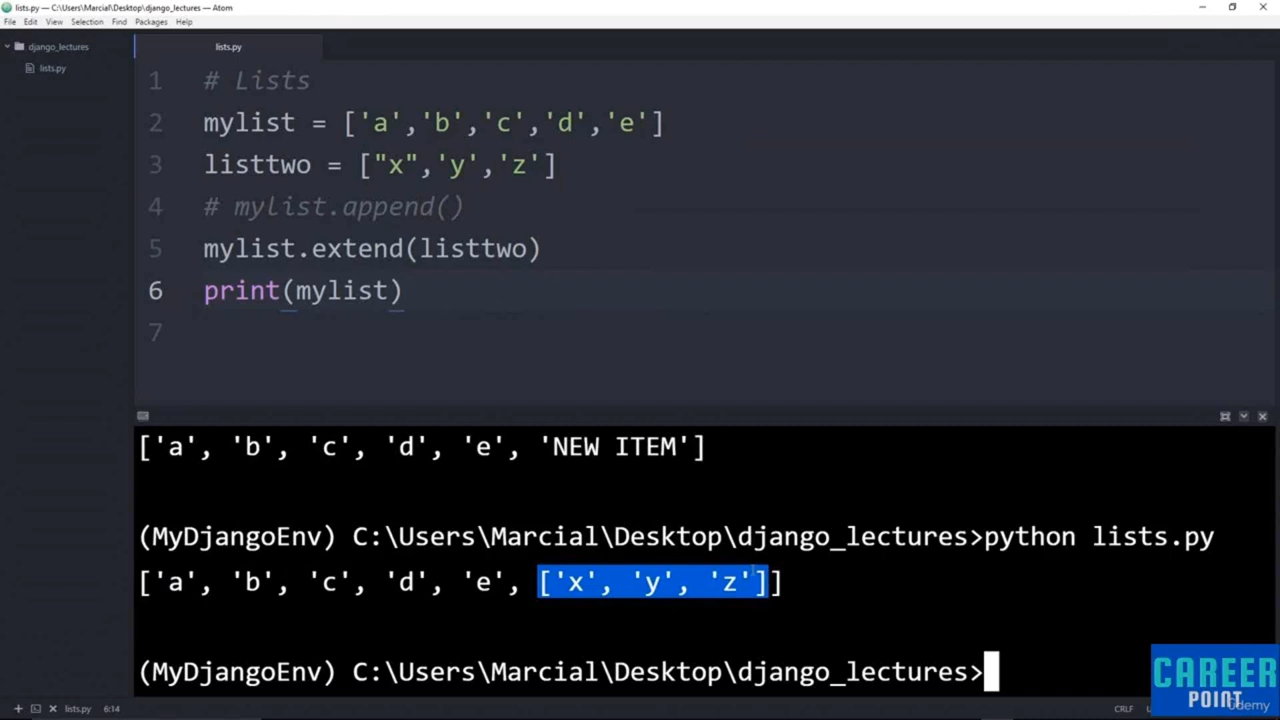 lists.py — C:\Users\Marcial\Desktop\django_lectures — Atom
File Edit View Selection Find Packages Help
django_lectures
lists.py
lists.py
1 # Lists
2 mylist = ['a','b','c','d','e']
3 listtwo = ["x",'y','z']
4 # mylist.append()
5 mylist.extend(listtwo)
6 print(mylist)
7
['a', 'b', 'c', 'd', 'e', 'NEW ITEM']
(MyDjangoEnv) C:\Users\Marcial\Desktop\django_lectures>python lists.py
['a', 'b', 'c', 'd', 'e', ['x', 'y', 'z']]
(MyDjangoEnv) C:\Users\Marcial\Desktop\django_lectures>
CAREER
POINT
lists.py 6:14 CRLF
Udemy